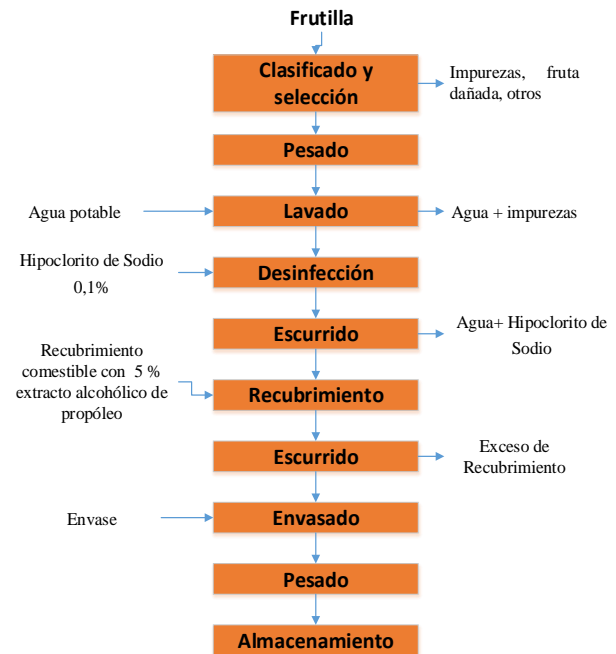 Frutilla
Clasificado y
selección
Impurezas, fruta
dañada, otros
Pesado
Agua potable
Lavado
Agua + impurezas
Hipoclorito de Sodio
0,1%
Desinfección
Escurrido
Agua+ Hipoclorito de
Sodio
Recubrimiento
comestible con 5 %
extracto alcohólico de
propóleo
Recubrimiento
Escurrido
Exceso de
Recubrimiento
Envase
Envasado
Pesado
Almacenamiento